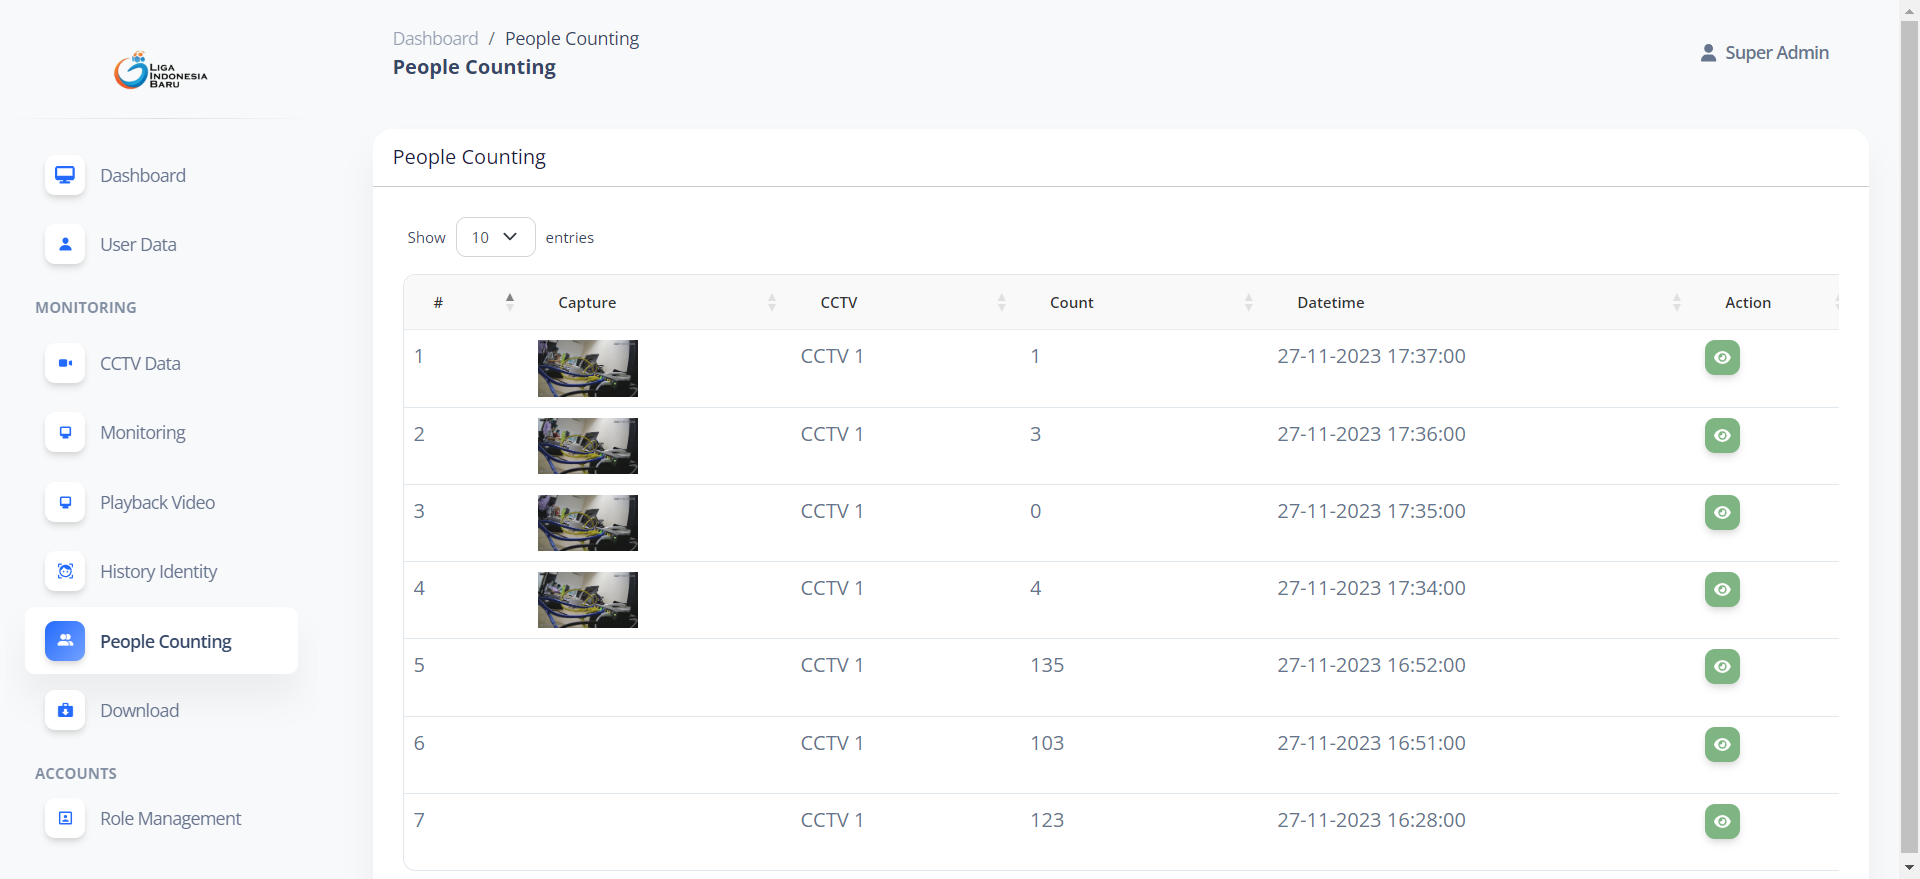 LIGA
INDONESIA
BARU
Dashboard / People Counting
People Counting
Super Admin
Dashboard
User Data
MONITORING
CCTV Data
Monitoring
Playback Video
History Identity
People Counting
Download
ACCOUNTS
Role Management
People Counting
Show 10 entries
# Capture CCTV Count Datetime Action
1 CCTV 1 1 27-11-2023 17:37:00
2 CCTV 1 3 27-11-2023 17:36:00
3 CCTV 1 0 27-11-2023 17:35:00
4 CCTV 1 4 27-11-2023 17:34:00
5 CCTV 1 135 27-11-2023 16:52:00
6 CCTV 1 103 27-11-2023 16:51:00
7 CCTV 1 123 27-11-2023 16:28:00